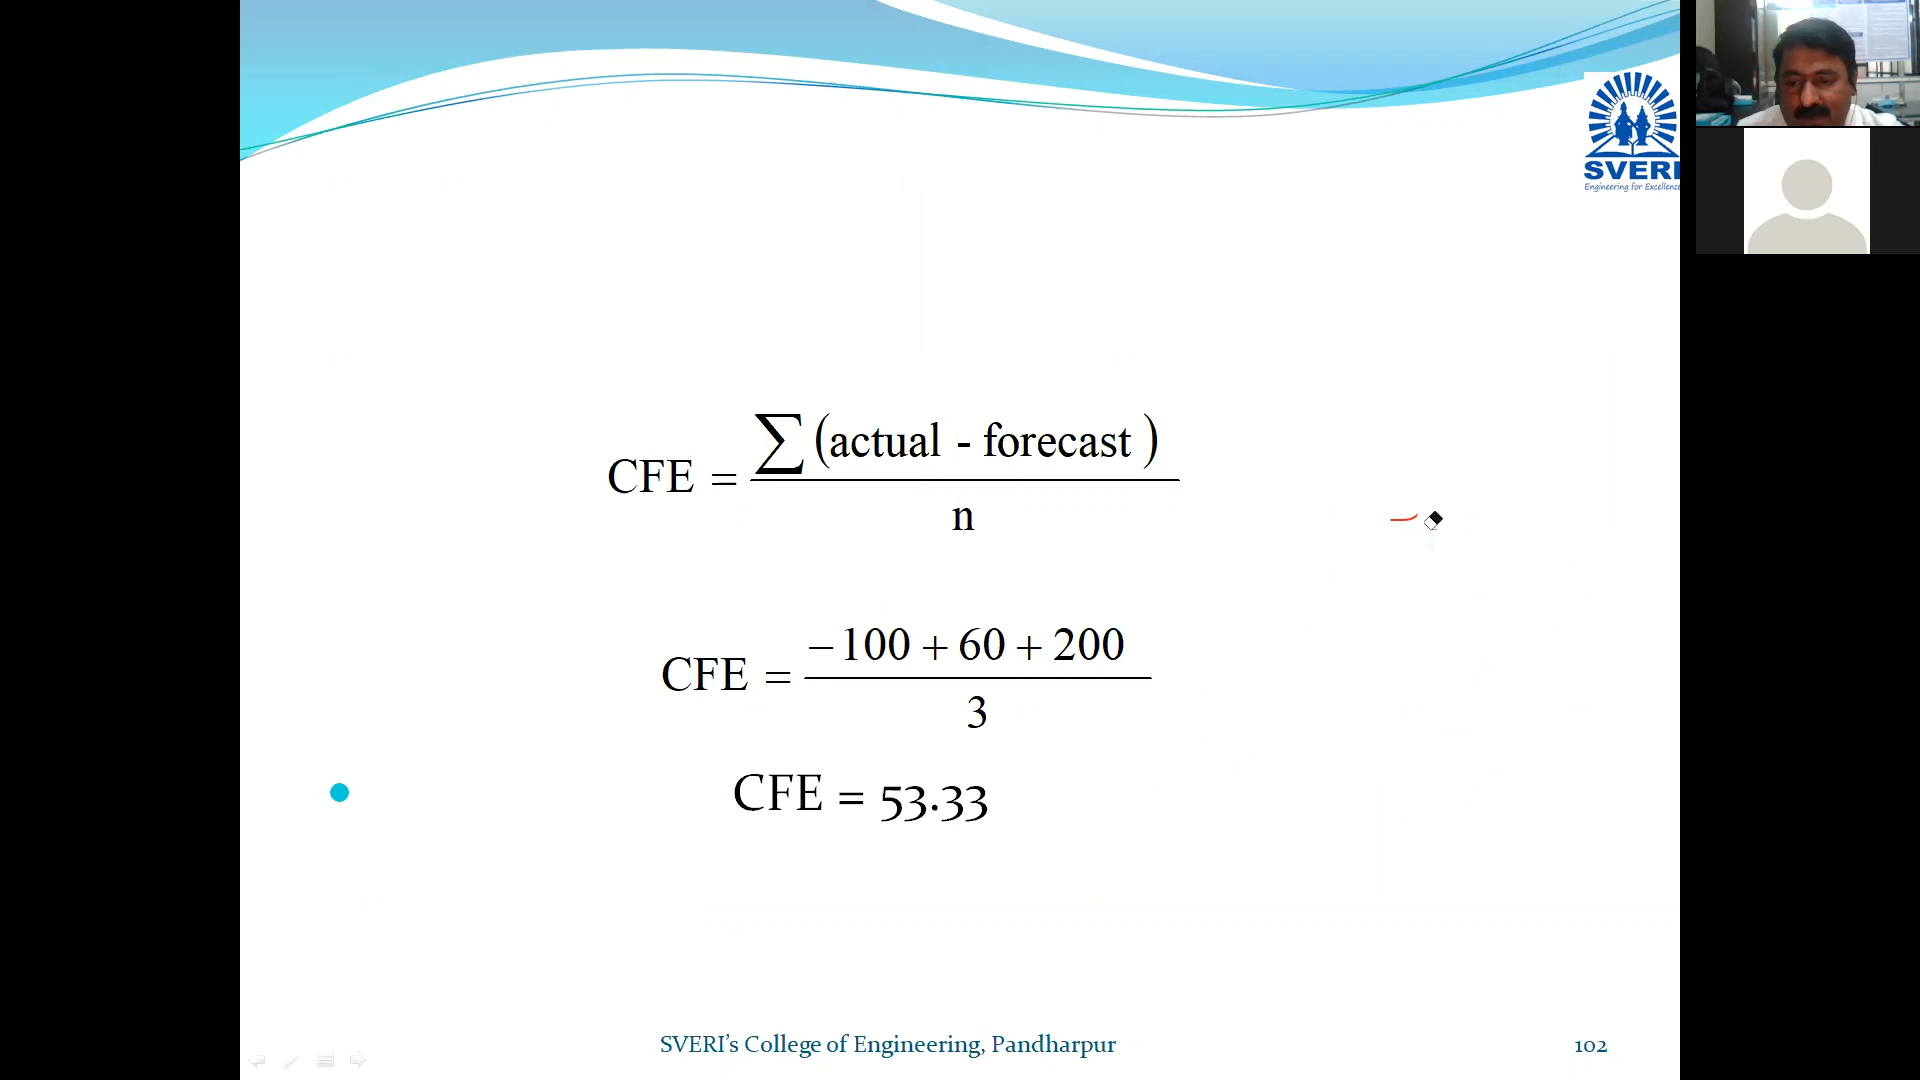 SVERI
Engineering for Excellence
CFE = ∑ (actual - forecast ) / n
CFE = −100 + 60 + 200 / 3
CFE = 53.33
SVERI's College of Engineering, Pandharpur
102